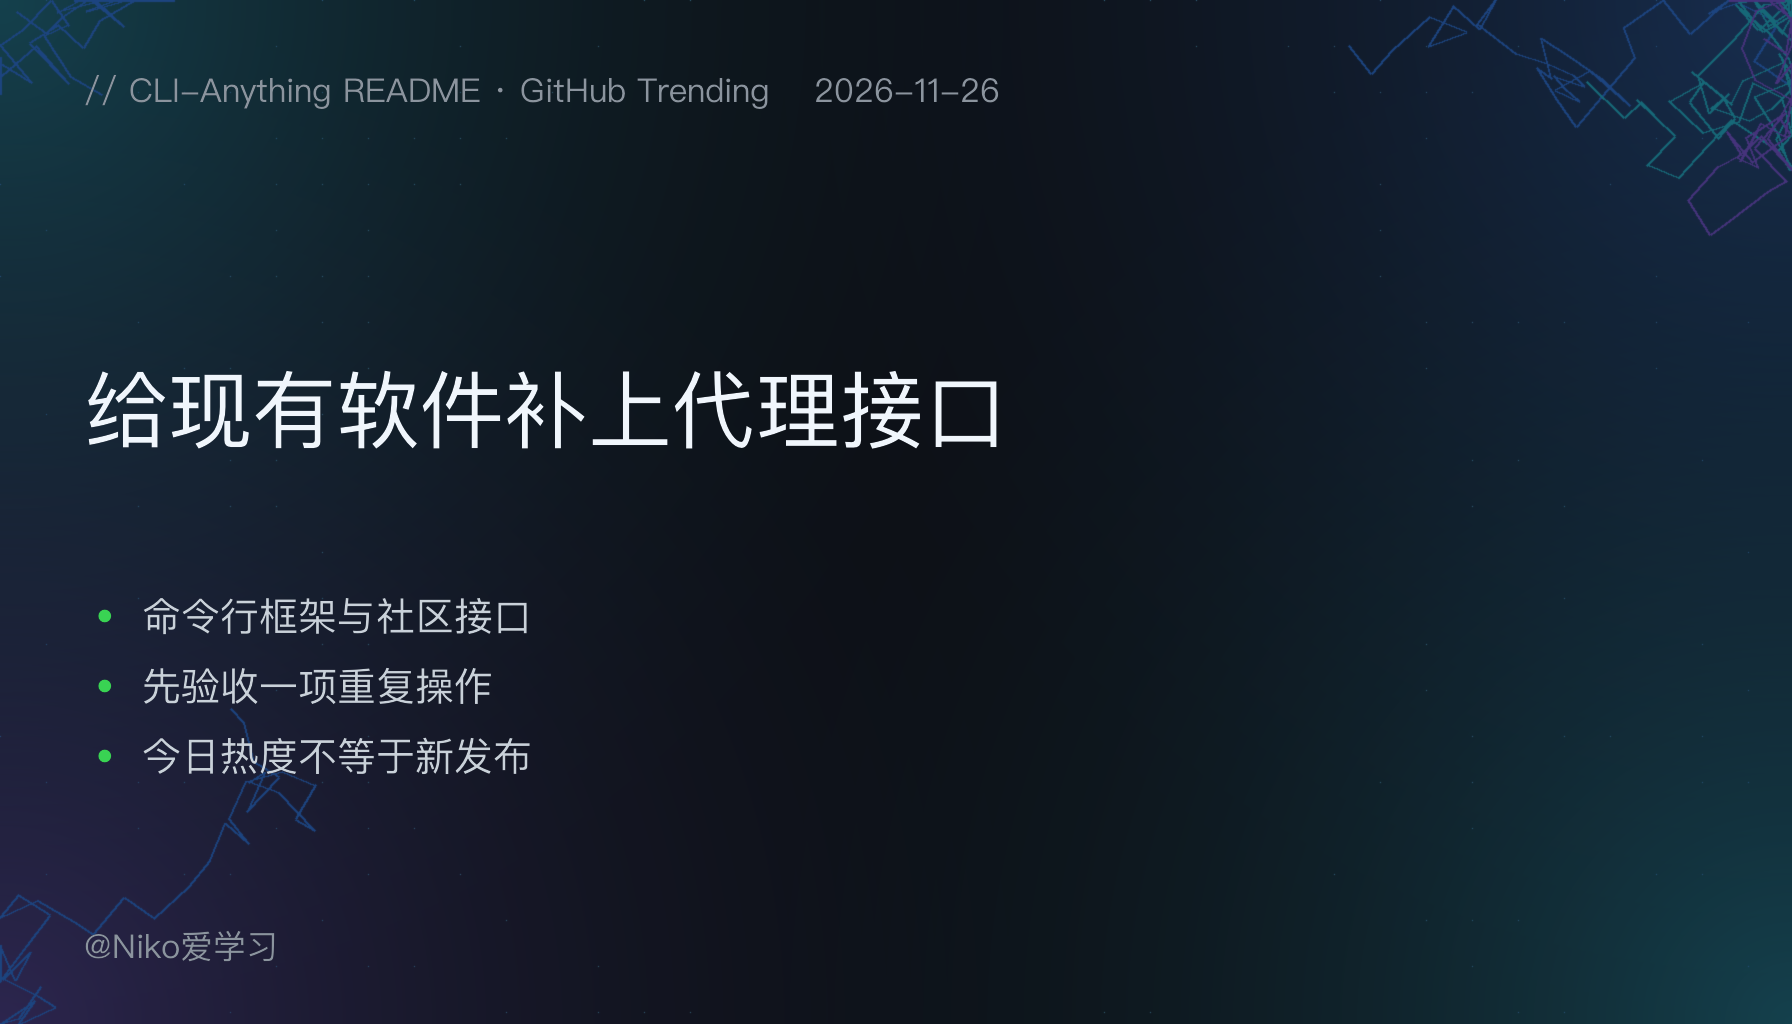 // CLI-Anything README · GitHub Trending 2026-11-26
给现有软件补上代理接口
• 命令行框架与社区接口
• 先验收一项重复操作
• 今日热度不等于新发布
@Niko爱学习